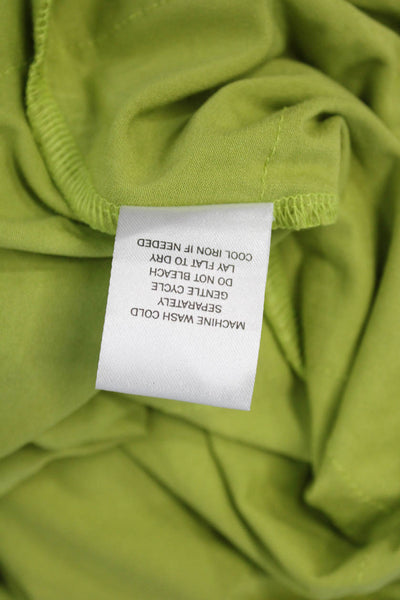 MACHINE WASH COLD
SEPARATELY
GENTLE CYCLE
DO NOT BLEACH
LAY FLAT TO DRY
COOL IRON IF NEEDED